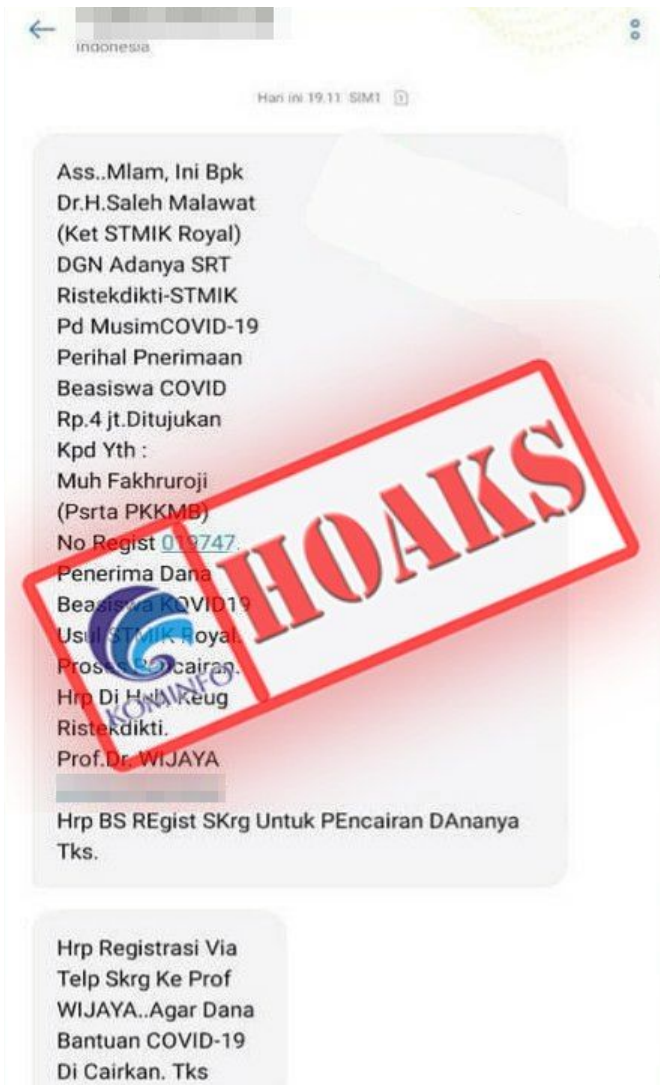 Indonesia
Hari ini 19.11 SIM1 1
Ass..Mlam, Ini Bpk
Dr.H.Saleh Malawat
(Ket STMIK Royal)
DGN Adanya SRT
Ristekdikti-STMIK
Pd MusimCOVID-19
Perihal Pnerimaan
Beasiswa COVID
Rp.4 jt.Ditujukan
Kpd Yth :
Muh Fakhruroji
(Psrta PKKMB)
No Regist 019747.
Penerima Dana
Beasiswa KOVID19
Usul STMIK Royal.
Proses Pencairan.
Hrp Di Keug
Ristekdikti.
Prof.Dr. WIJAYA
Hrp BS REgist SKrg Untuk PEncairan DAnanya
Tks.
Hrp Registrasi Via
Telp Skrg Ke Prof
WIJAYA..Agar Dana
Bantuan COVID-19
Di Cairkan. Tks
KOMINFO
HOAKS